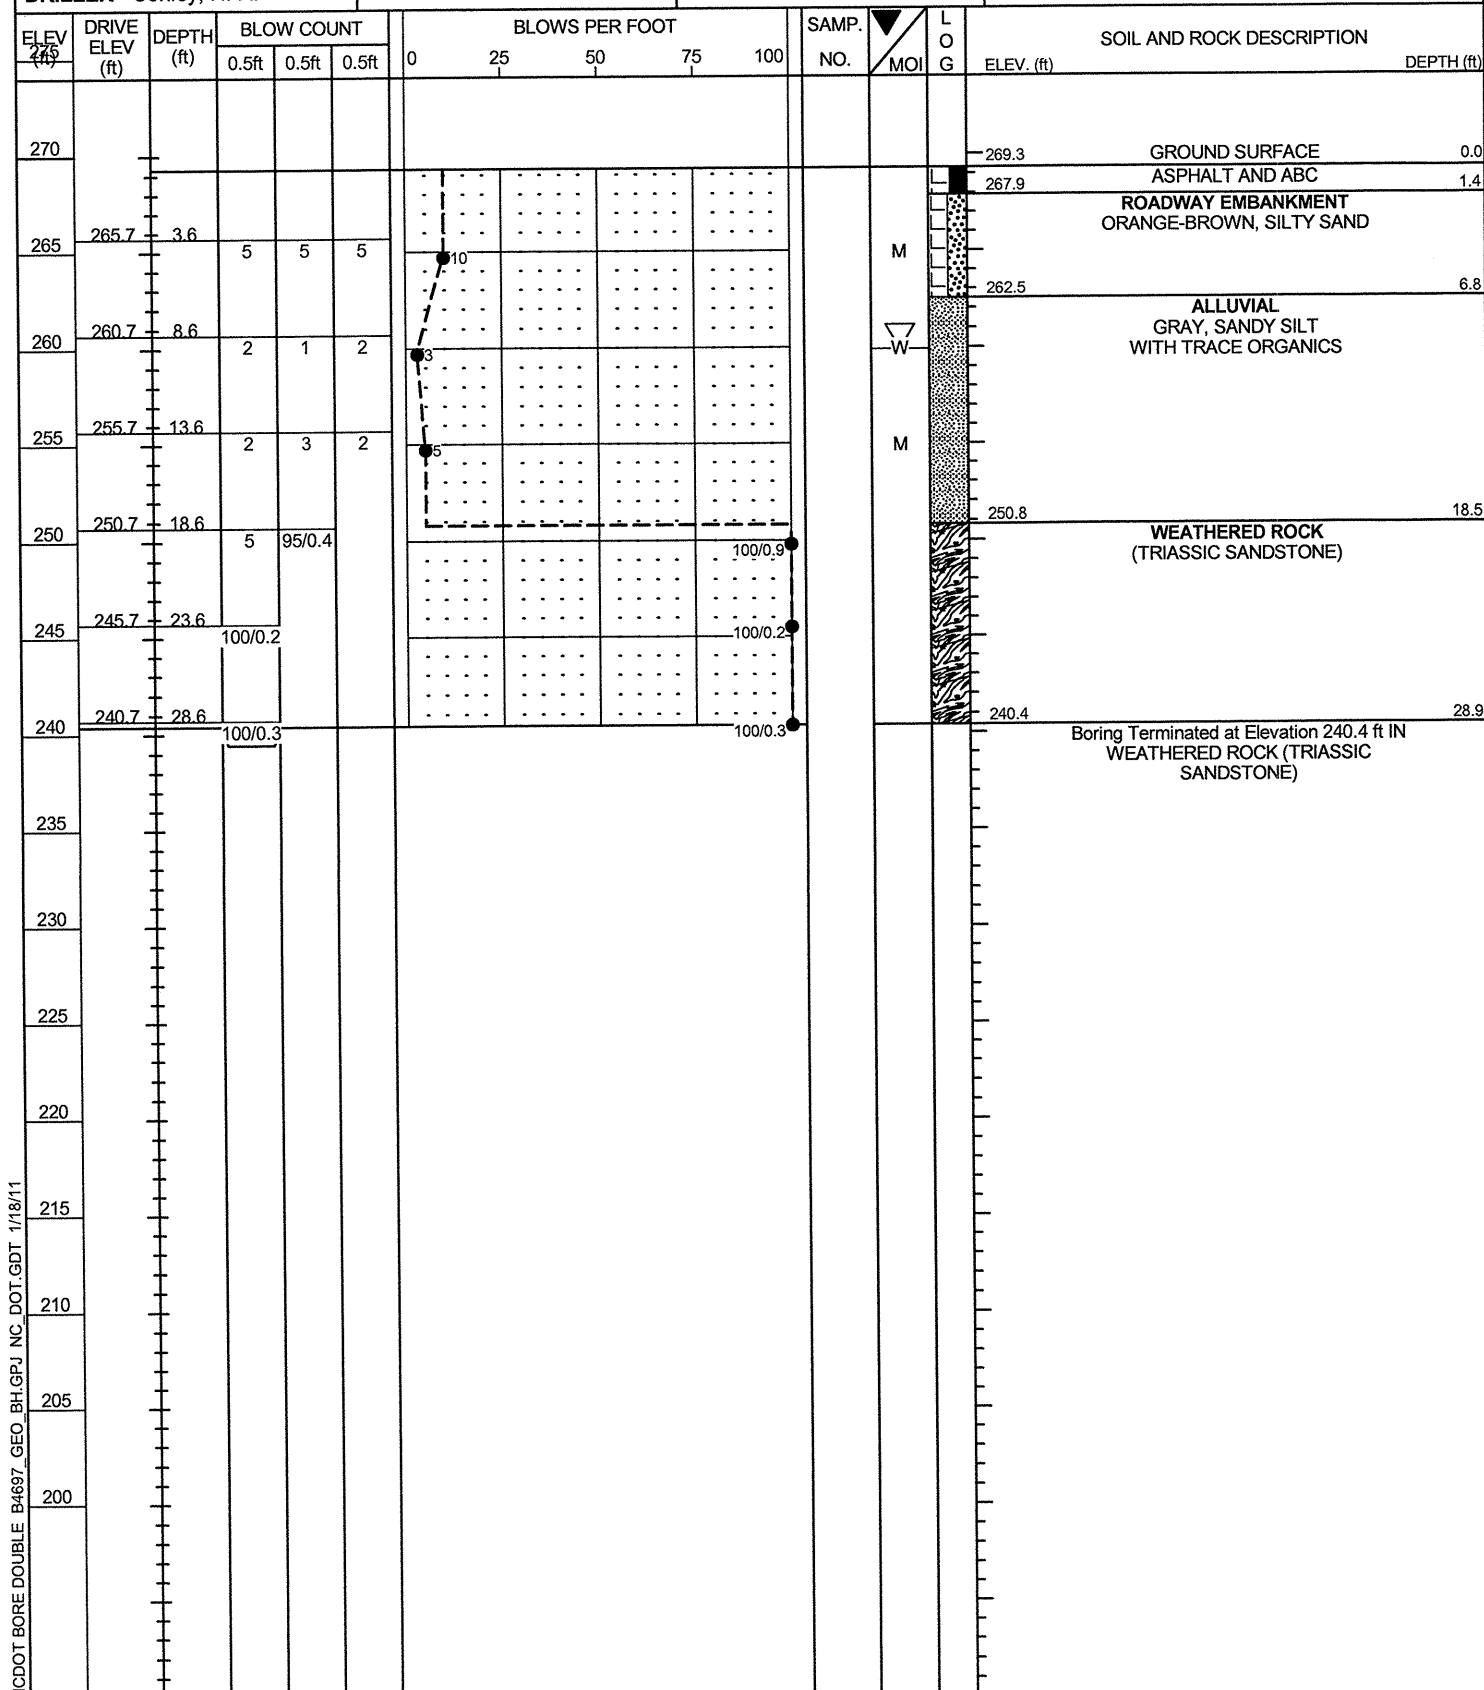 ELEV (ft) DRIVE ELEV (ft) DEPTH (ft) BLOW COUNT 0.5ft 0.5ft 0.5ft BLOWS PER FOOT 0 25 50 75 100 SAMP. NO. MOI L O G SOIL AND ROCK DESCRIPTION ELEV. (ft) DEPTH (ft)
275
270
269.3 GROUND SURFACE 0.0
ASPHALT AND ABC
267.9 1.4
ROADWAY EMBANKMENT
ORANGE-BROWN, SILTY SAND
265 265.7 3.6 5 5 5 10 M
262.5 6.8
ALLUVIAL
GRAY, SANDY SILT
WITH TRACE ORGANICS
260 260.7 8.6 2 1 2 3 W
255 255.7 13.6 2 3 2 5 M
250.8 18.5
WEATHERED ROCK
(TRIASSIC SANDSTONE)
250 250.7 18.6 5 95/0.4 100/0.9
245 245.7 23.6 100/0.2 100/0.2
240 240.7 28.6 100/0.3 100/0.3
240.4 28.9
Boring Terminated at Elevation 240.4 ft IN
WEATHERED ROCK (TRIASSIC
SANDSTONE)
235
230
225
220
215
210
205
200
BORE DOUBLE B4697_GEO_BH.GPJ NC_DOT.GDT 1/18/11